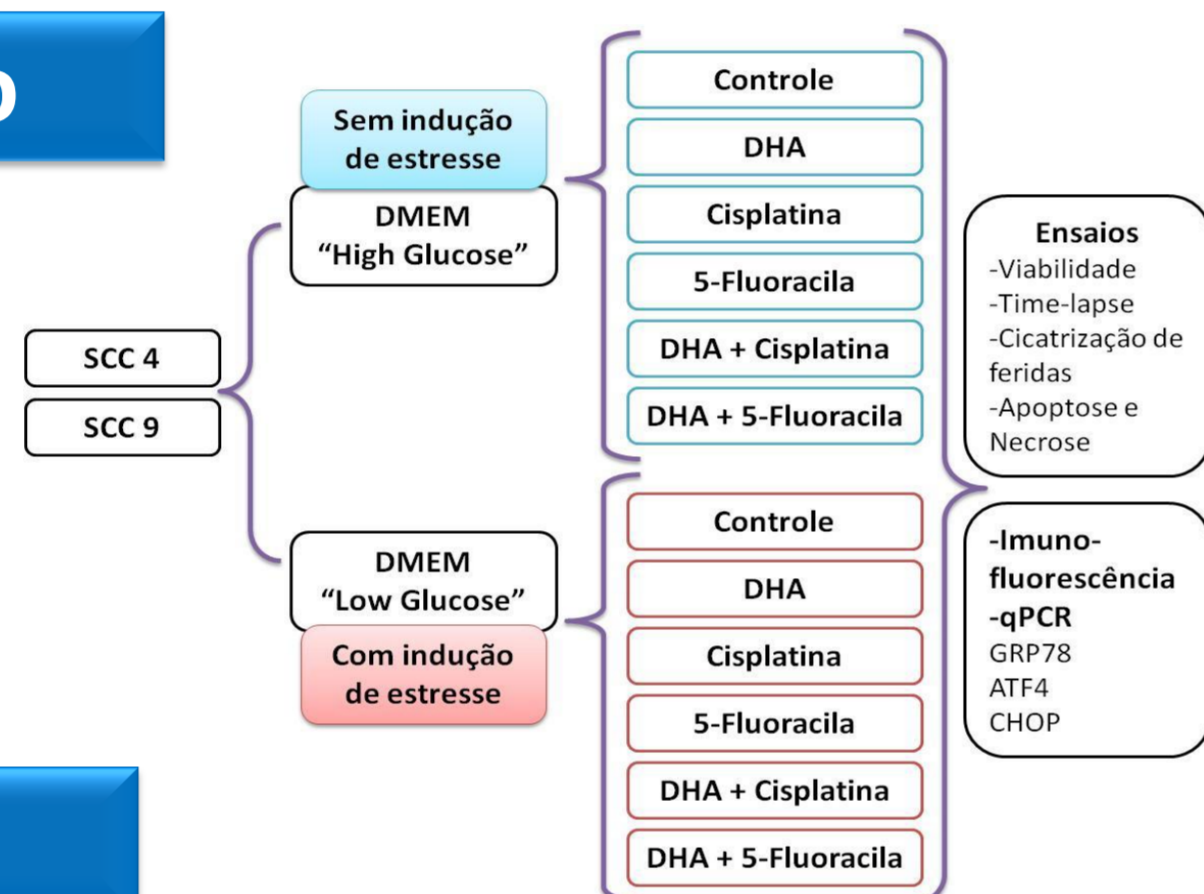 o
SCC 4
SCC 9
Sem indução
de estresse
DMEM
“High Glucose”
DMEM
“Low Glucose”
Com indução
de estresse
Controle
DHA
Cisplatina
5-Fluoracila
DHA + Cisplatina
DHA + 5-Fluoracila
Controle
DHA
Cisplatina
5-Fluoracila
DHA + Cisplatina
DHA + 5-Fluoracila
Ensaios
-Viabilidade
-Time-lapse
-Cicatrização de
feridas
-Apoptose e
Necrose
-Imuno-
fluorescência
-qPCR
GRP78
ATF4
CHOP